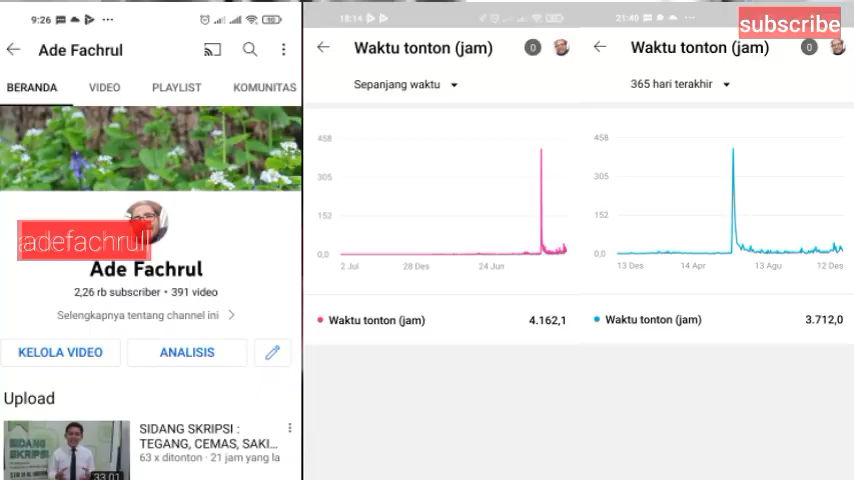 9:26
Ade Fachrul
BERANDA VIDEO PLAYLIST KOMUNITAS
adefachrull
Ade Fachrul
2,26 rb subscriber • 391 video
Selengkapnya tentang channel ini
KELOLA VIDEO ANALISIS
Upload
SIDANG SKRIPSI
SIDANG SKRIPSI :
TEGANG, CEMAS, SAKI...
63 x ditonton · 21 jam yang la
33:01
18:14
Waktu tonton (jam) 0
Sepanjang waktu
458
305
152
0,0
2 Jul 28 Des 24 Jun
Waktu tonton (jam) 4.162,1
21:40
subscribe
Waktu tonton (jam) 0
365 hari terakhir
458
305
152
0,0
13 Des 14 Apr 13 Agu 12 Des
Waktu tonton (jam) 3.712,0